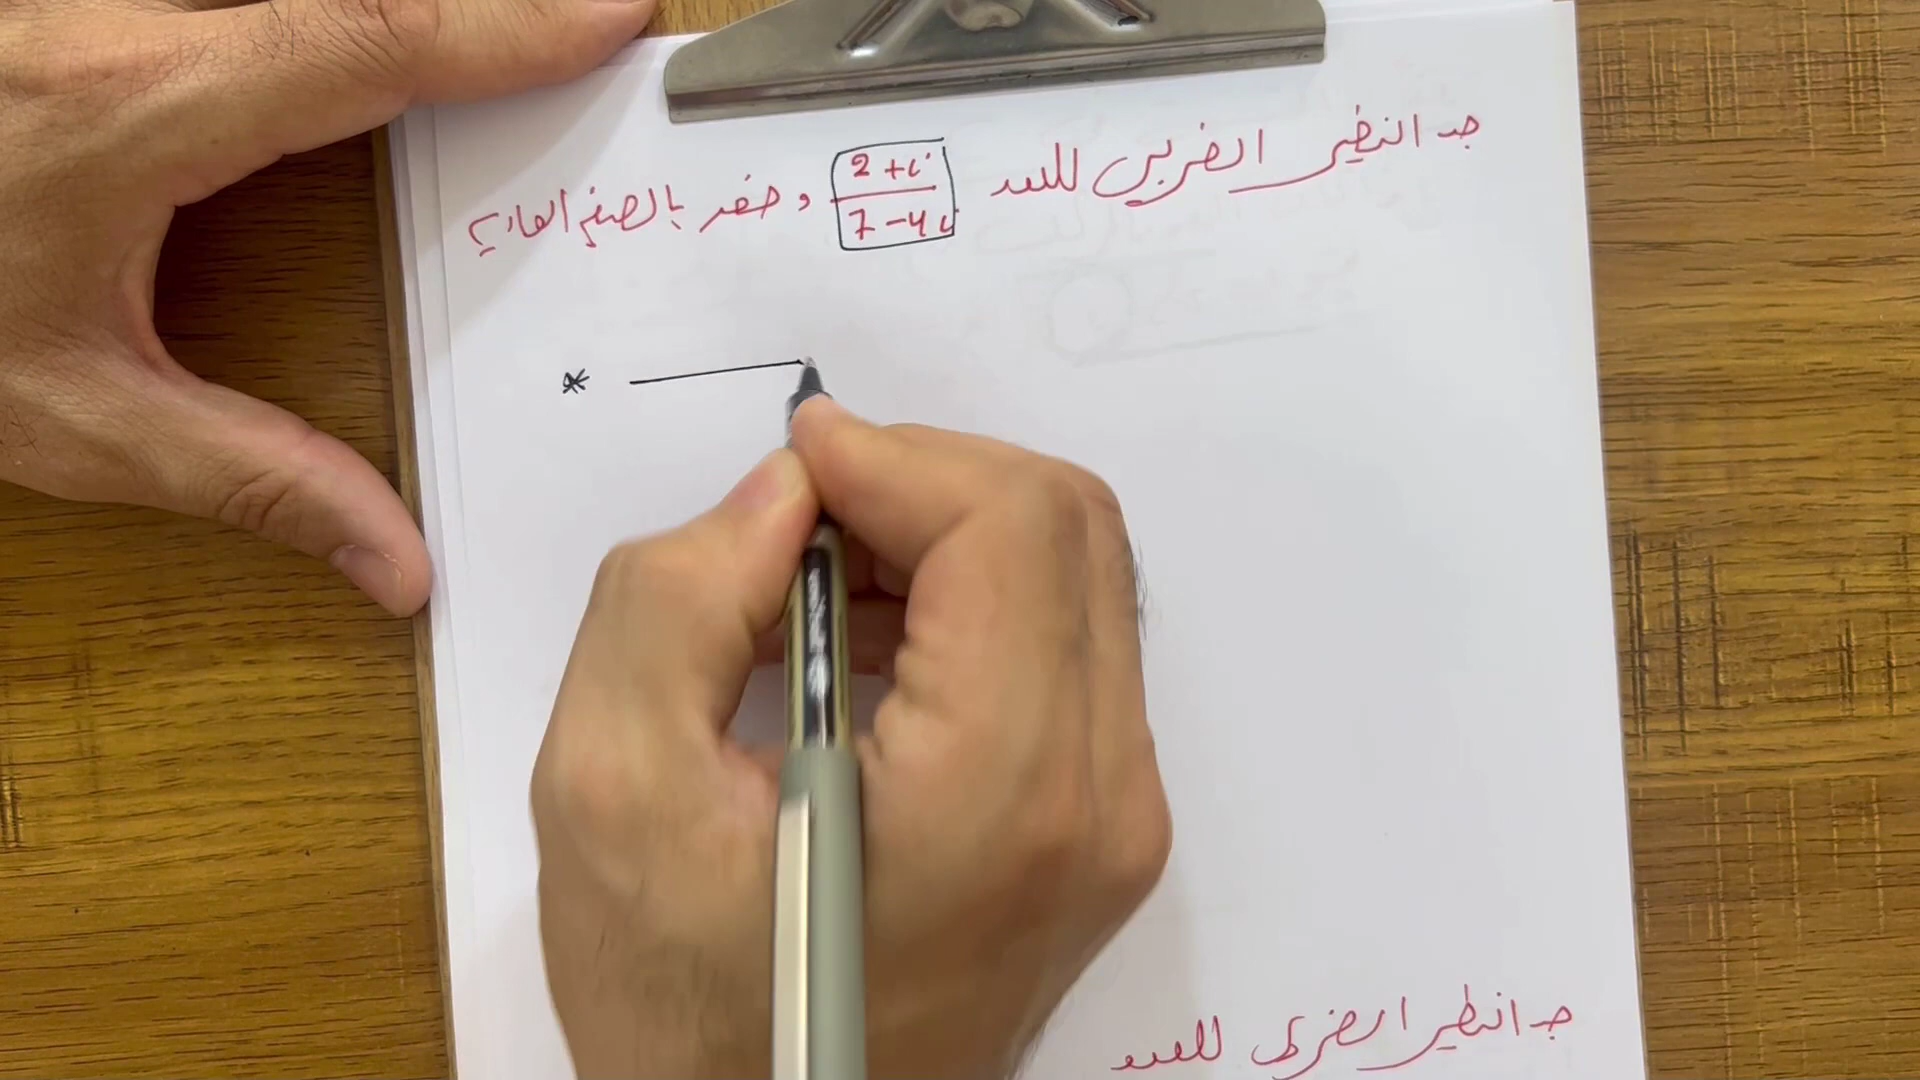 جد النظير الضربي للعدد 2+i / 7-4i وضعه بالصيغة العادية
*
جد النظير الضربي للعدد